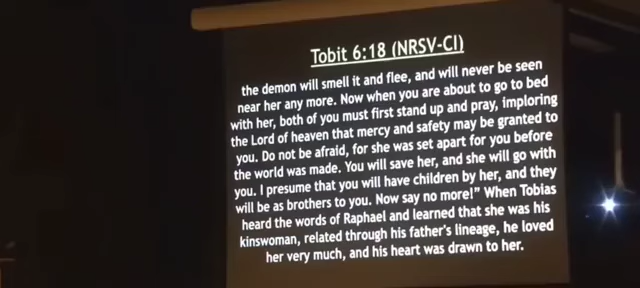 Tobit 6:18 (NRSV-CI)
the demon will smell it and flee, and will never be seen
near her any more. Now when you are about to go to bed
with her, both of you must first stand up and pray, imploring
the Lord of heaven that mercy and safety may be granted to
you. Do not be afraid, for she was set apart for you before
the world was made. You will save her, and she will go with
you. I presume that you will have children by her, and they
will be as brothers to you. Now say no more!” When Tobias
heard the words of Raphael and learned that she was his
kinswoman, related through his father's lineage, he loved
her very much, and his heart was drawn to her.